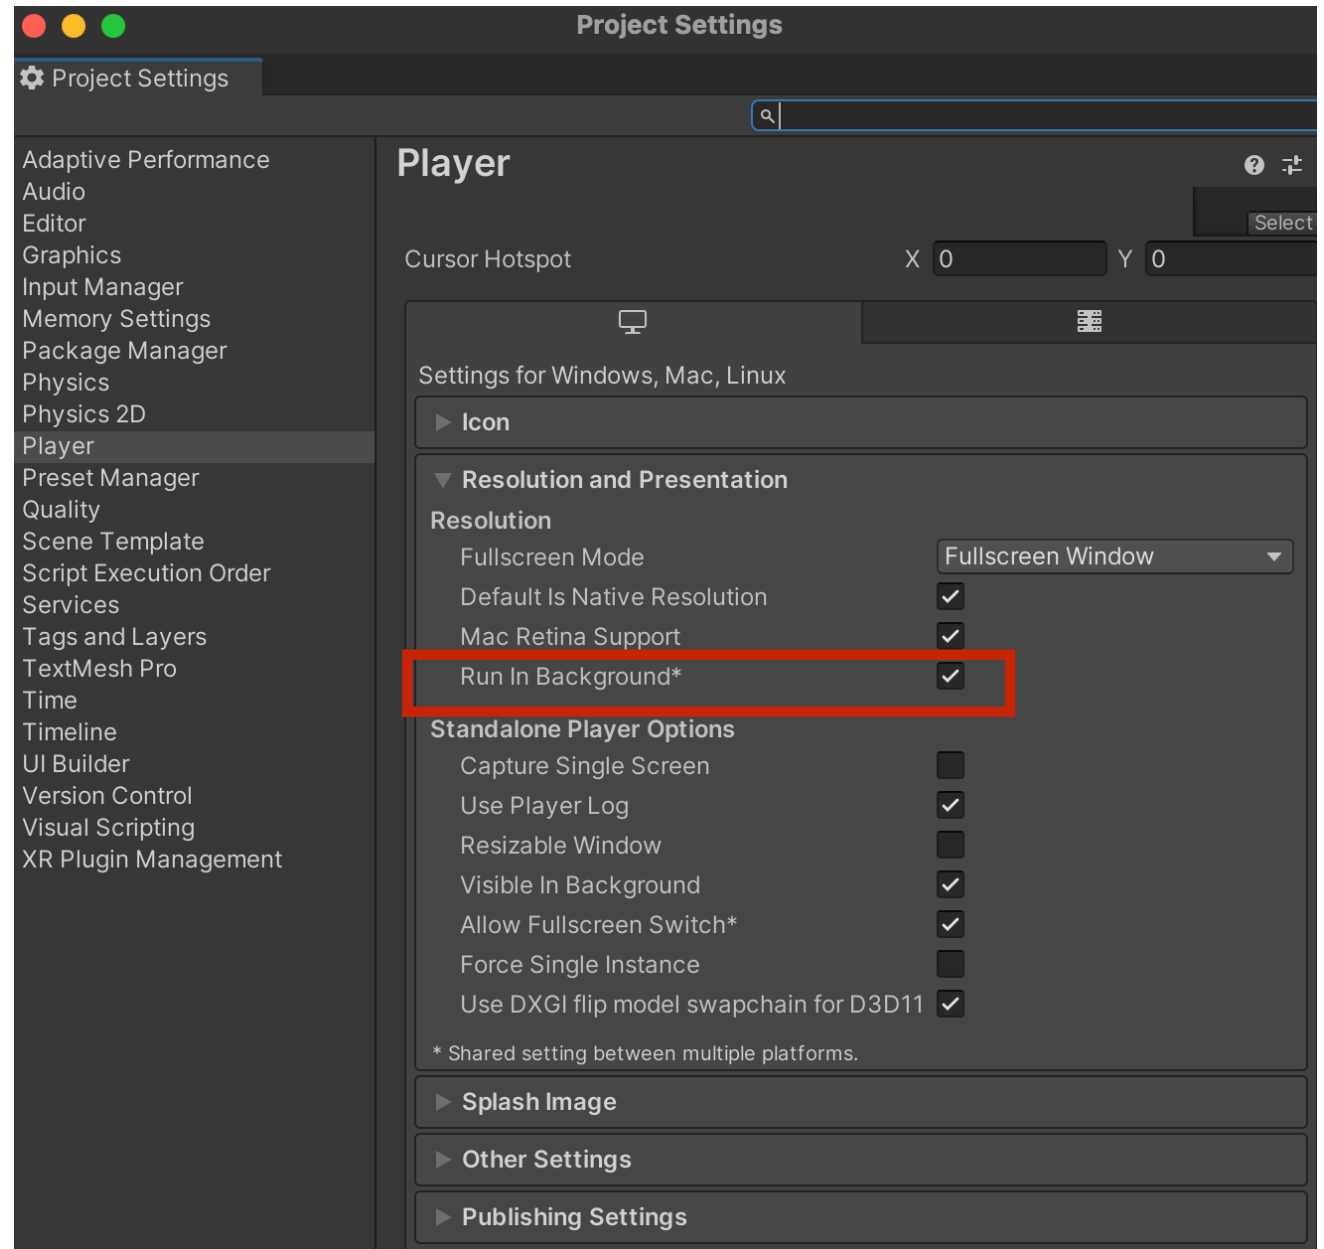 Project Settings
Project Settings
Adaptive Performance
Audio
Editor
Graphics
Input Manager
Memory Settings
Package Manager
Physics
Physics 2D
Player
Preset Manager
Quality
Scene Template
Script Execution Order
Services
Tags and Layers
TextMesh Pro
Time
Timeline
UI Builder
Version Control
Visual Scripting
XR Plugin Management
Player
Select
Cursor Hotspot X 0 Y 0
Settings for Windows, Mac, Linux
Icon
Resolution and Presentation
Resolution
Fullscreen Mode Fullscreen Window
Default Is Native Resolution
Mac Retina Support
Run In Background*
Standalone Player Options
Capture Single Screen
Use Player Log
Resizable Window
Visible In Background
Allow Fullscreen Switch*
Force Single Instance
Use DXGI flip model swapchain for D3D11
* Shared setting between multiple platforms.
Splash Image
Other Settings
Publishing Settings